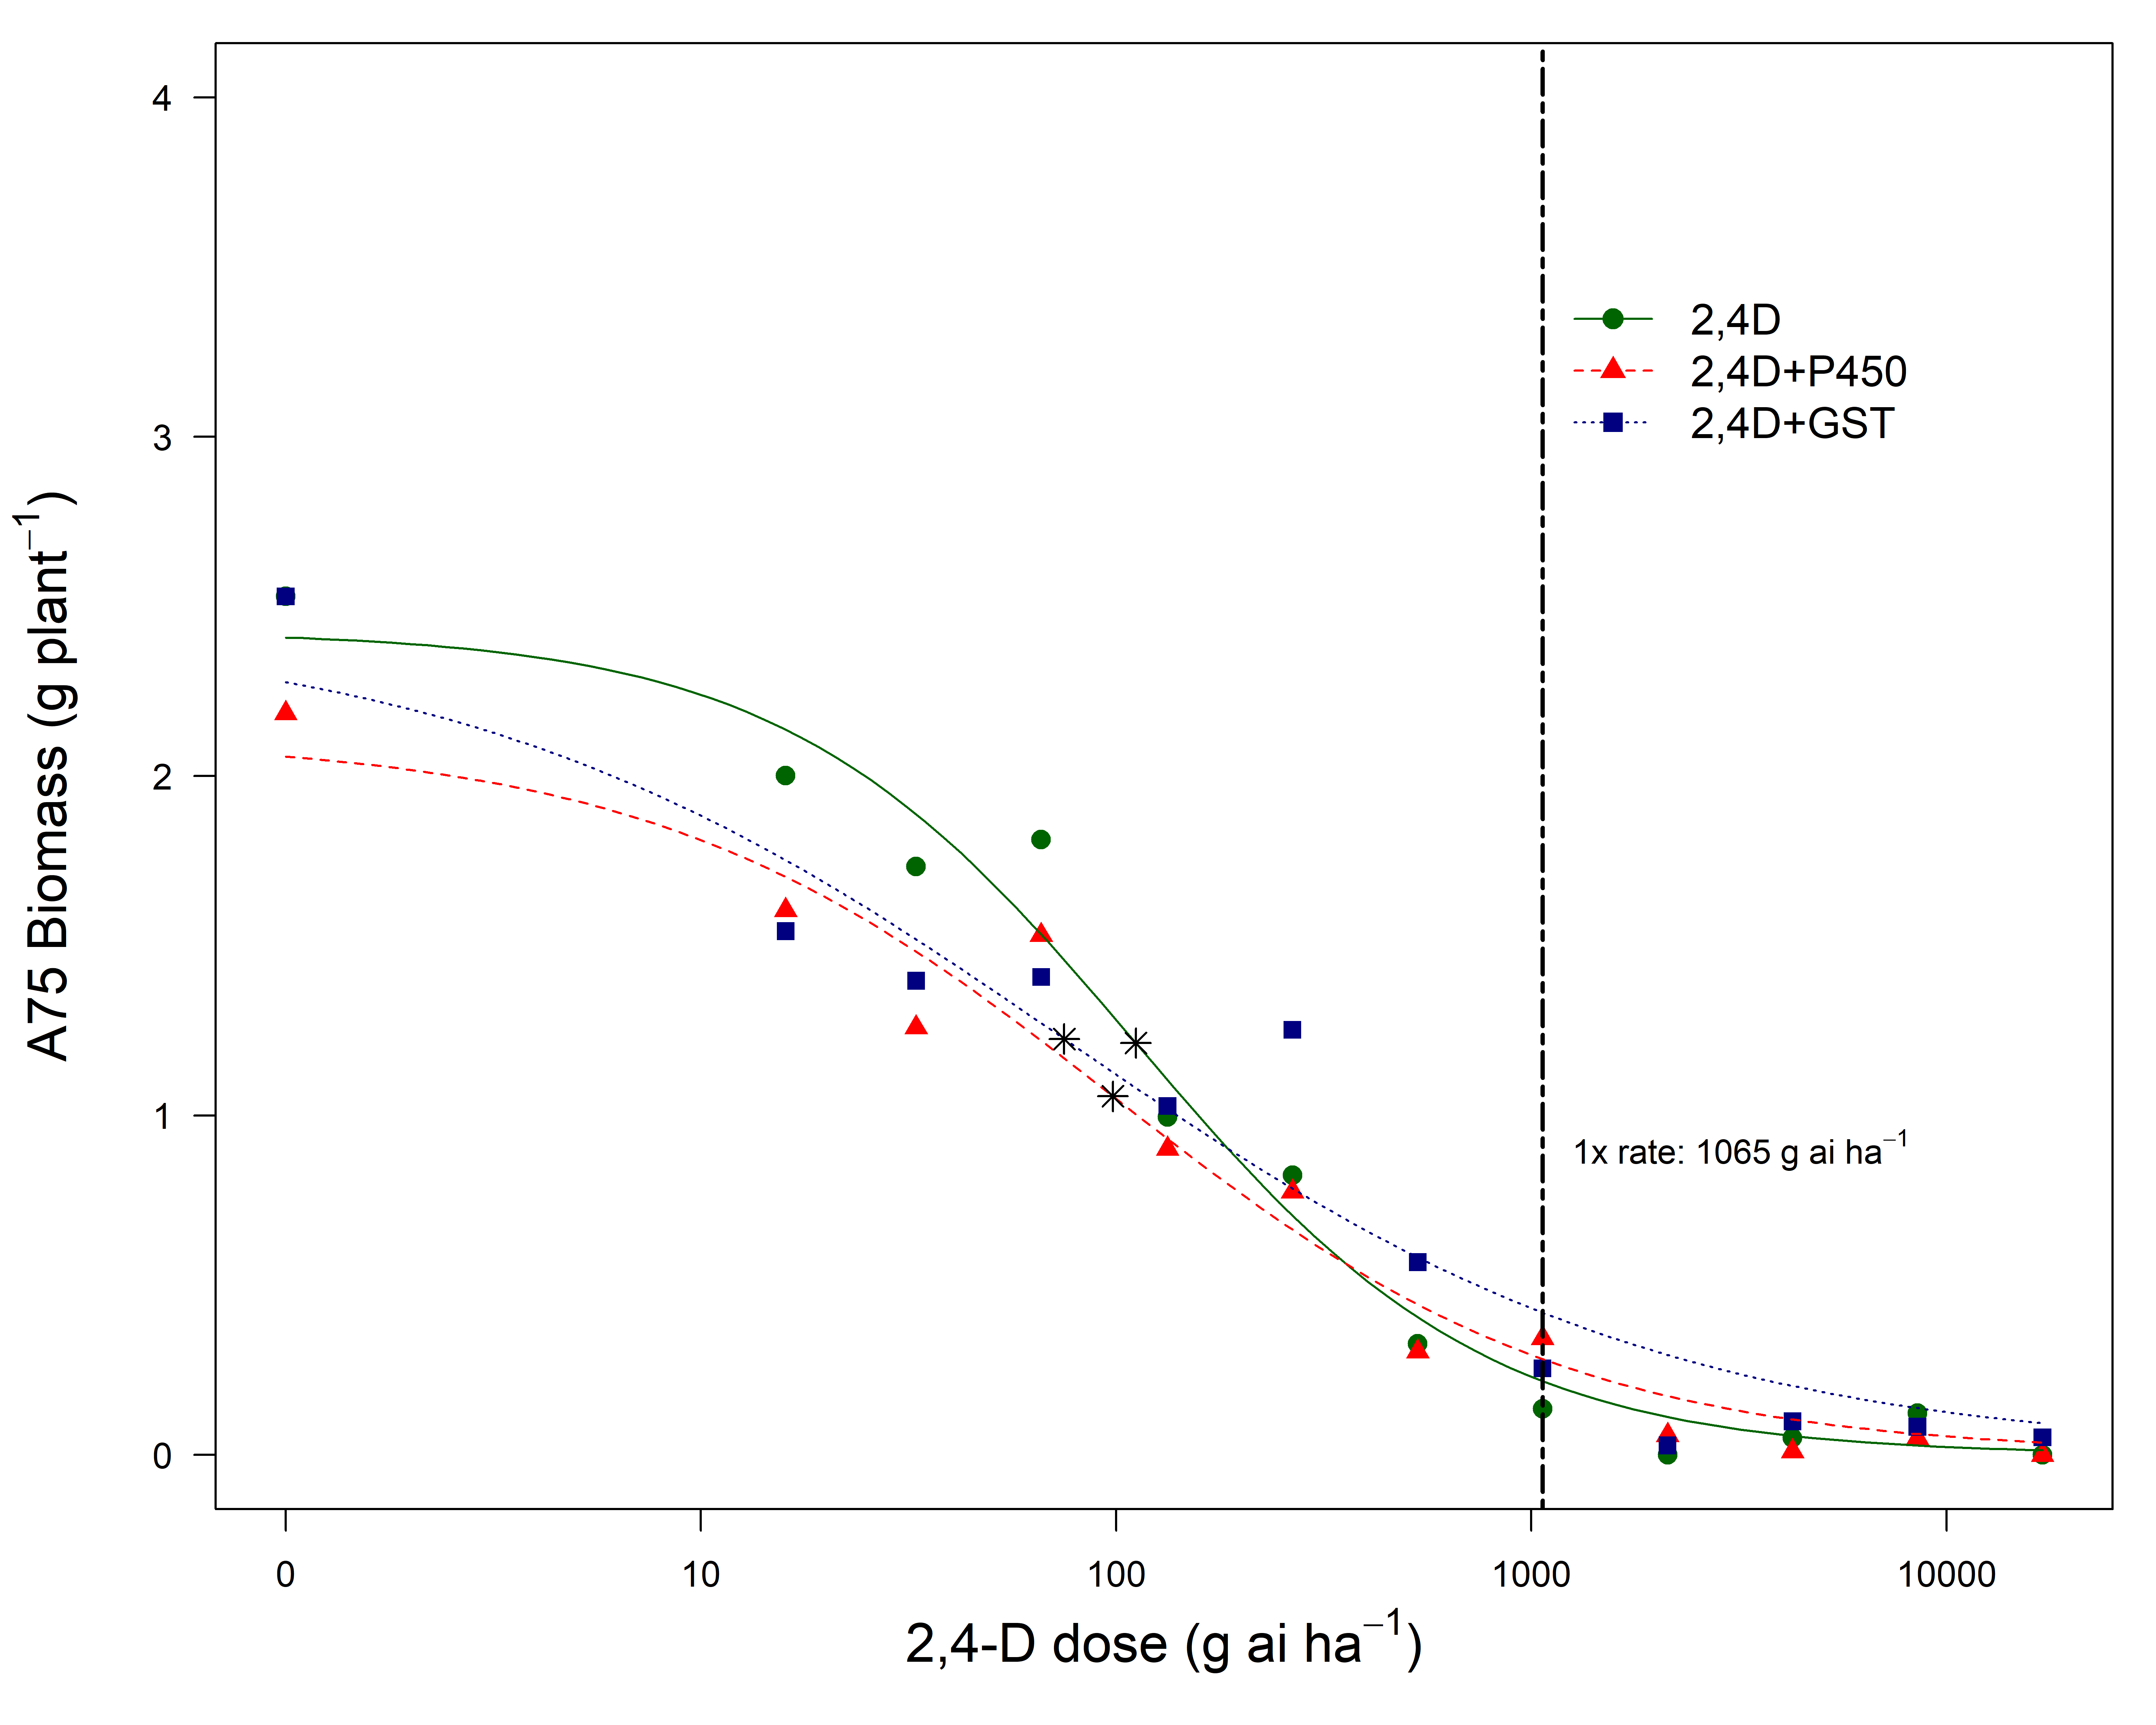 4
3
2
1
0
A75 Biomass (g plant⁻¹)
2,4D
2,4D+P450
2,4D+GST
1x rate: 1065 g ai ha⁻¹
0 10 100 1000 10000
2,4-D dose (g ai ha⁻¹)